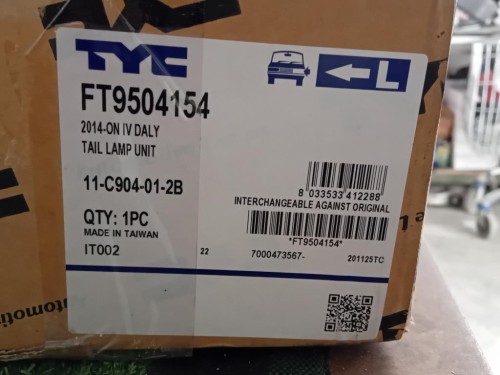 TYC
L
FT9504154
2014-ON IV DALY
TAIL LAMP UNIT
11-C904-01-2B
8 033533 412288
INTERCHANGEABLE AGAINST ORIGINAL
QTY: 1PC
MADE IN TAIWAN
*FT9504154*
IT002
22
7000473567-
201125TC
utomotiv